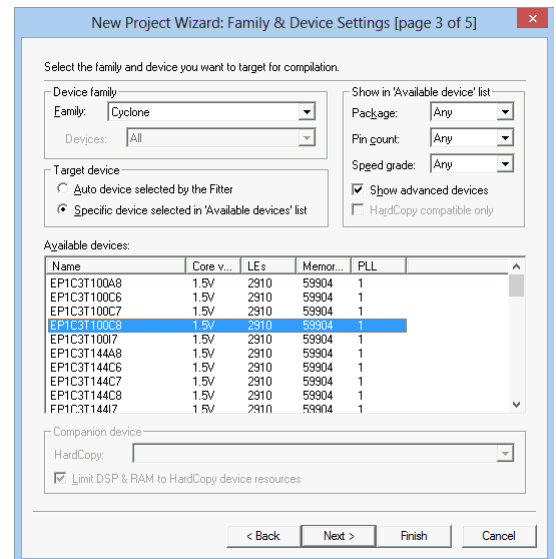 New Project Wizard: Family & Device Settings [page 3 of 5]
Select the family and device you want to target for compilation.
Device family
Family: Cyclone
Devices: All
Show in 'Available device' list
Package: Any
Pin count: Any
Speed grade: Any
Show advanced devices
HardCopy compatible only
Target device
Auto device selected by the Fitter
Specific device selected in 'Available devices' list
Available devices:
Name Core v... LEs Memor... PLL
EP1C3T100A8 1.5V 2910 59904 1
EP1C3T100C6 1.5V 2910 59904 1
EP1C3T100C7 1.5V 2910 59904 1
EP1C3T100C8 1.5V 2910 59904 1
EP1C3T100I7 1.5V 2910 59904 1
EP1C3T144A8 1.5V 2910 59904 1
EP1C3T144C6 1.5V 2910 59904 1
EP1C3T144C7 1.5V 2910 59904 1
EP1C3T144C8 1.5V 2910 59904 1
EP1C3T144I7 1.5V 2910 59904 1
Companion device
HardCopy:
Limit DSP & RAM to HardCopy device resources
< Back Next > Finish Cancel